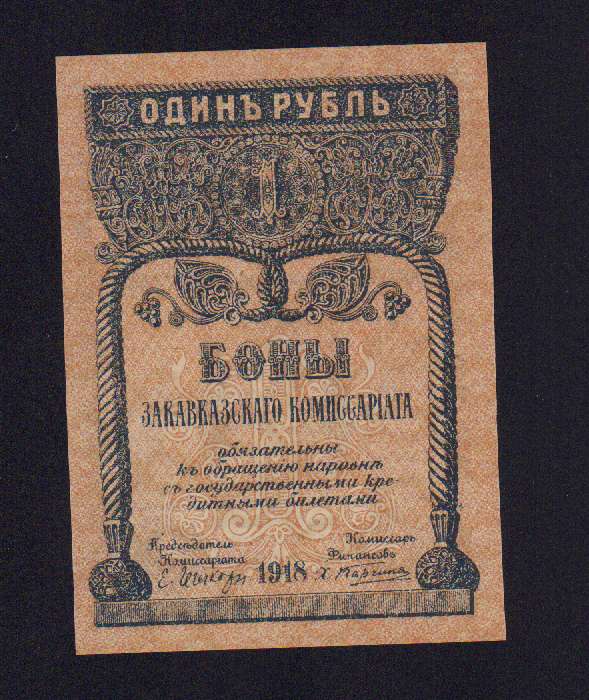 ОДИНЪ РУБЛЬ
1
БОНЫ
ЗАКАВКАЗСКАГО КОМИССАРІАТА
обязательны
къ обращенію наровнѣ
съ государственными кре-
дитными билетами
Предсѣдатель
Комиссаріата
Комиссаръ
Финансовъ
1918